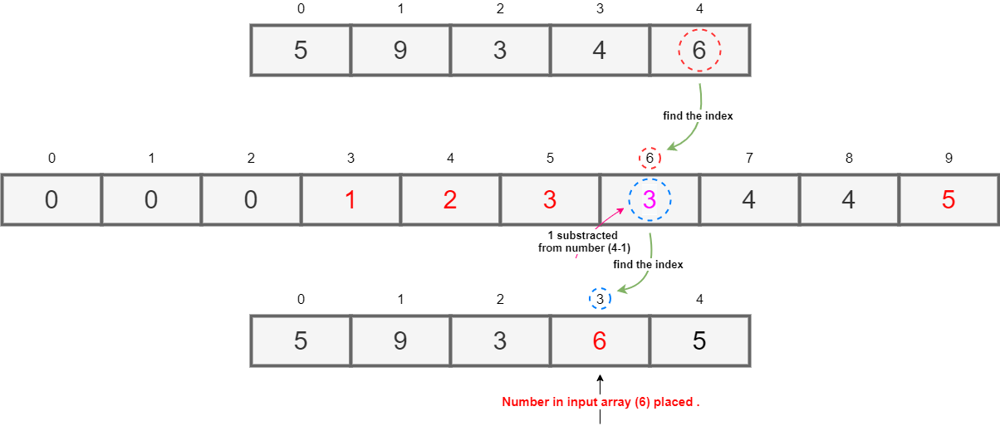 0 1 2 3 4
5 9 3 4 6
find the index
0 1 2 3 4 5 6 7 8 9
0 0 0 1 2 3 3 4 4 5
1 substracted
from number (4-1)
find the index
0 1 2 3 4
5 9 3 6 5
Number in input array (6) placed .